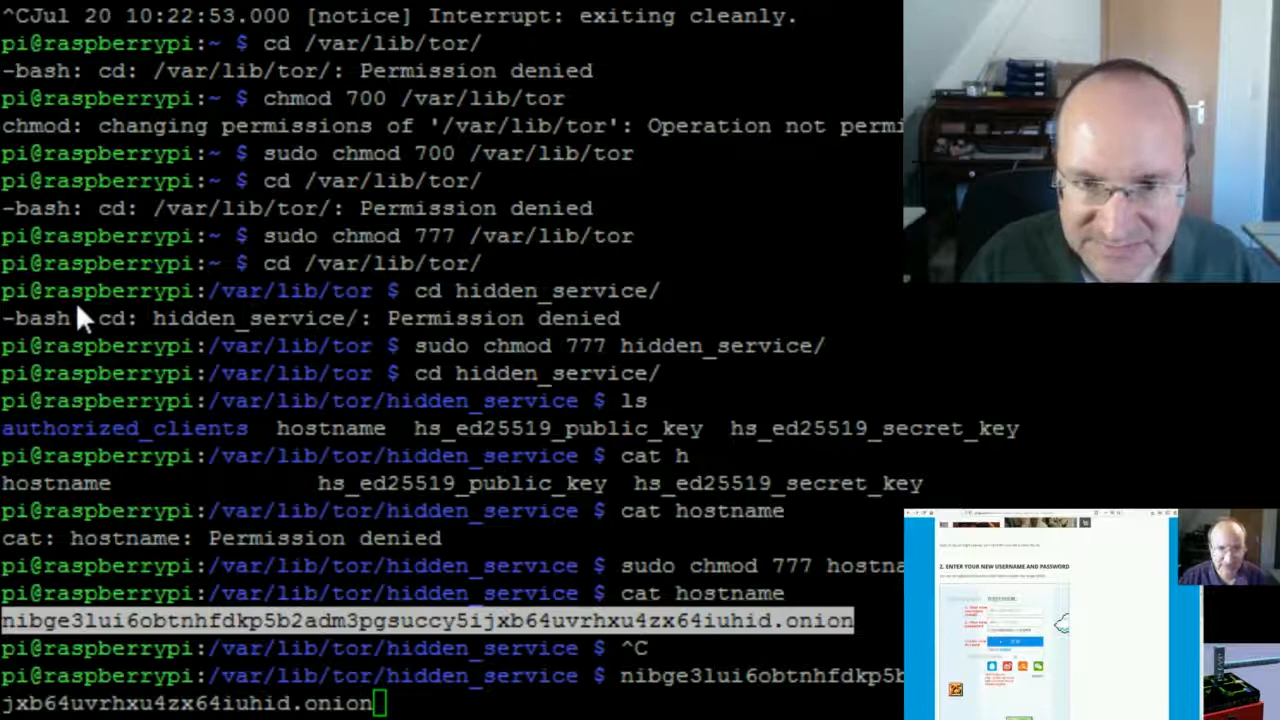 ^CJul 20 10:22:53.000 [notice] Interrupt: exiting cleanly.
pi@raspberrypi:~ $ cd /var/lib/tor/
-bash: cd: /var/lib/tor/: Permission denied
pi@raspberrypi:~ $ chmod 700 /var/lib/tor
chmod: changing permissions of '/var/lib/tor': Operation not permi
pi@raspberrypi:~ $ sudo chmod 700 /var/lib/tor
pi@raspberrypi:~ $ cd /var/lib/tor/
-bash: cd: /var/lib/tor/: Permission denied
pi@raspberrypi:~ $ sudo chmod 777 /var/lib/tor
pi@raspberrypi:~ $ cd /var/lib/tor/
pi@raspberrypi:/var/lib/tor $ cd hidden_service/
-bash: cd: hidden_service/: Permission denied
pi@raspberrypi:/var/lib/tor $ sudo chmod 777 hidden_service/
pi@raspberrypi:/var/lib/tor $ cd hidden_service/
pi@raspberrypi:/var/lib/tor/hidden_service $ ls
authorized_clients hostname hs_ed25519_public_key hs_ed25519_secret_key
pi@raspberrypi:/var/lib/tor/hidden_service $ cat h
hostname hs_ed25519_public_key hs_ed25519_secret_key
pi@raspberrypi:/var/lib/tor/hidden_service $ cat hostname
cat: hostname: Permission denied
pi@raspberrypi:/var/lib/tor/hidden_service $ sudo chmod 777 hostna
pi@raspberrypi:/var/lib/tor/hidden_service $ cat hostname
pi@raspberrypi:/var/lib/tor/hidden_service $ ^C
pi@raspberrypi:/var/lib/tor/hidden_service $ nibge3lui6obtnhfdkp5b
jxb64uvrhxu4zx64iuhid.onion
2. ENTER YOUR NEW USERNAME AND PASSWORD